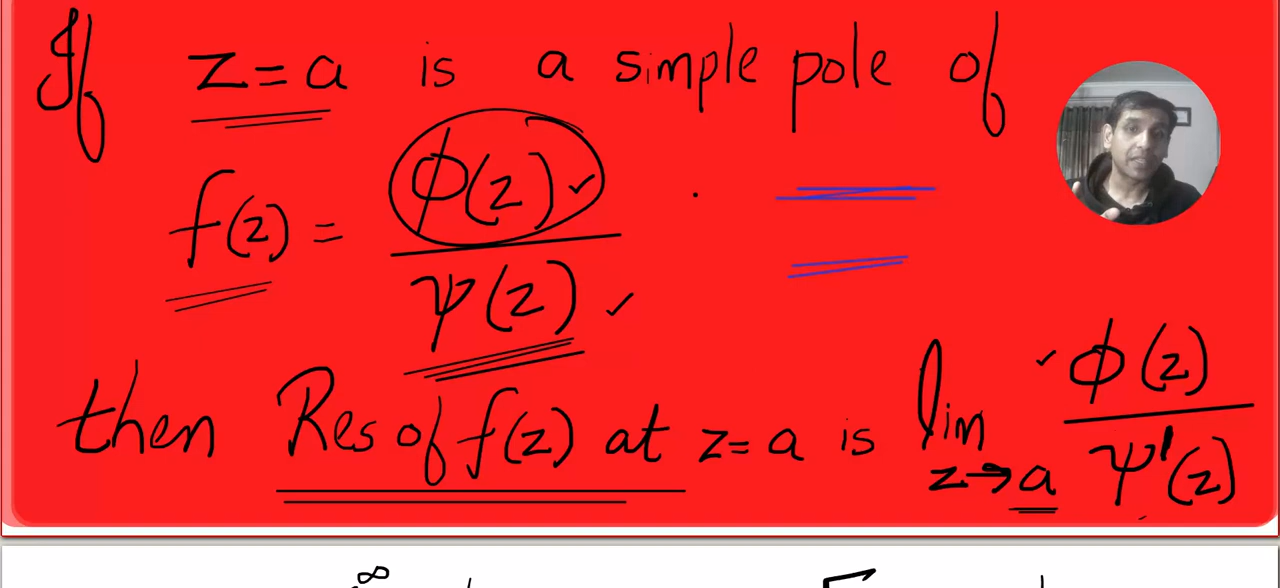 If z=a is a simple pole of
f(z) = ϕ(z) / ψ(z)
then Res of f(z) at z=a is lim z→a ϕ(z) / ψ'(z)
∞